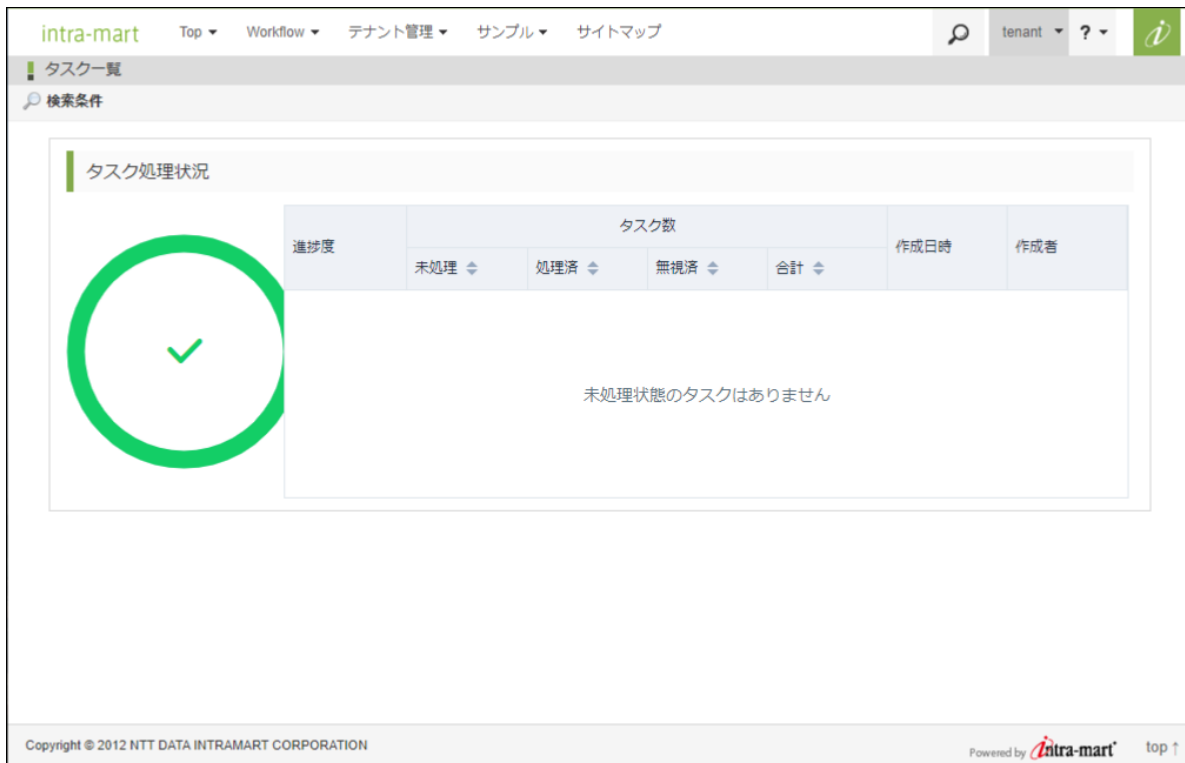 intra-mart Top Workflow テナント管理 サンプル サイトマップ tenant ?
タスク一覧
検索条件
タスク処理状況
進捗度 タスク数 作成日時 作成者
未処理 処理済 無視済 合計
未処理状態のタスクはありません
Copyright © 2012 NTT DATA INTRAMART CORPORATION
Powered by intra-mart top ↑